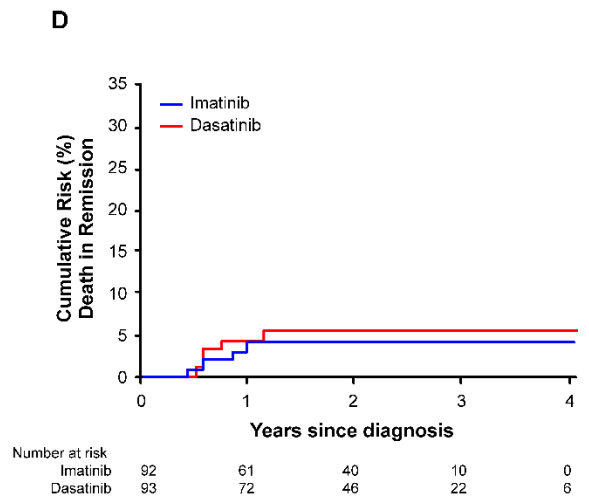 D
Cumulative Risk (%)
Death in Remission
35
30
25
20
15
10
5
0
Imatinib
Dasatinib
0 1 2 3 4
Years since diagnosis
Number at risk
Imatinib 92 61 40 10 0
Dasatinib 93 72 46 22 6